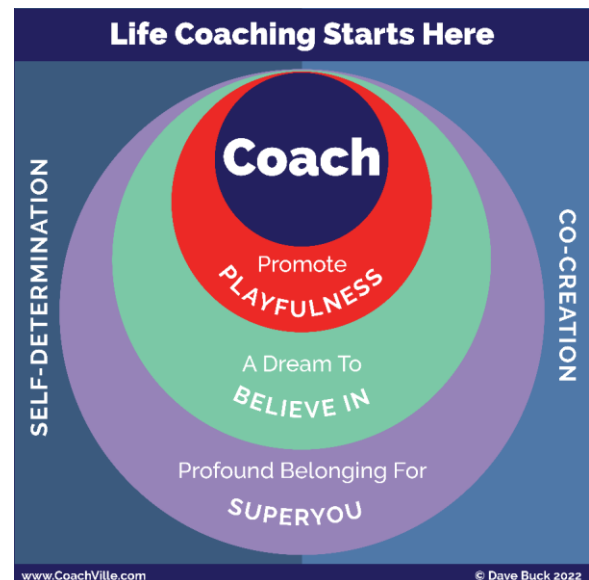 Life Coaching Starts Here
SELF-DETERMINATION
Coach
Promote
PLAYFULNESS
A Dream To
BELIEVE IN
Profound Belonging For
SUPERYOU
CO-CREATION
www.CoachVille.com
© Dave Buck 2022